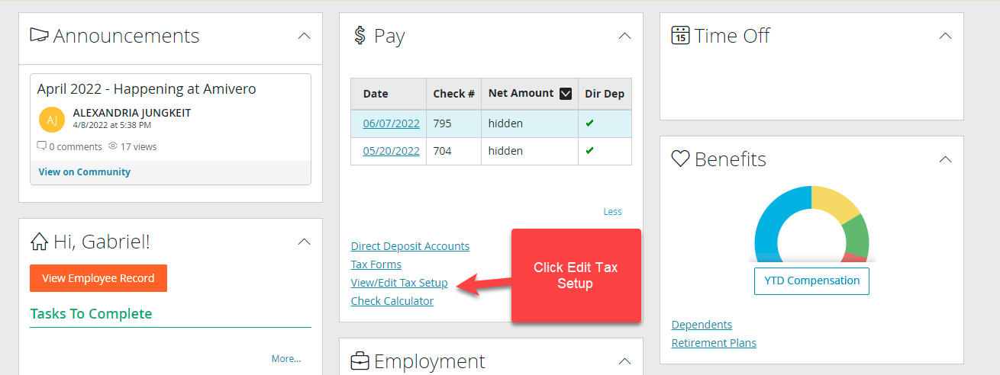 Announcements
April 2022 - Happening at Amivero
AJ
ALEXANDRIA JUNGKEIT
4/8/2022 at 5:38 PM
0 comments 17 views
View on Community
Hi, Gabriel!
View Employee Record
Tasks To Complete
More...
Pay
Date Check # Net Amount Dir Dep
06/07/2022 795 hidden
05/20/2022 704 hidden
Less
Direct Deposit Accounts
Tax Forms
View/Edit Tax Setup
Check Calculator
Click Edit Tax
Setup
Employment
15
Time Off
Benefits
YTD Compensation
Dependents
Retirement Plans